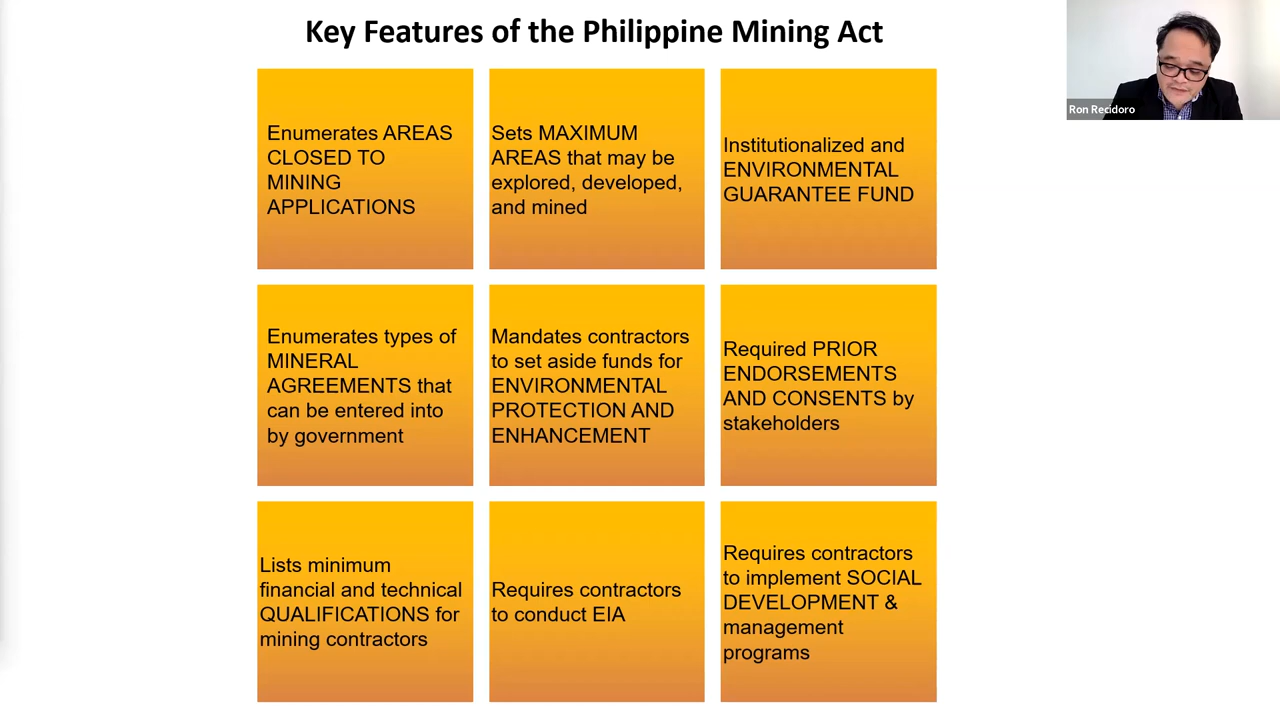 Key Features of the Philippine Mining Act
Ron Recidoro
Enumerates AREAS
CLOSED TO
MINING
APPLICATIONS
Sets MAXIMUM
AREAS that may be
explored, developed,
and mined
Institutionalized and
ENVIRONMENTAL
GUARANTEE FUND
Enumerates types of
MINERAL
AGREEMENTS that
can be entered into
by government
Mandates contractors
to set aside funds for
ENVIRONMENTAL
PROTECTION AND
ENHANCEMENT
Required PRIOR
ENDORSEMENTS
AND CONSENTS by
stakeholders
Lists minimum
financial and technical
QUALIFICATIONS for
mining contractors
Requires contractors
to conduct EIA
Requires contractors
to implement SOCIAL
DEVELOPMENT &
management
programs